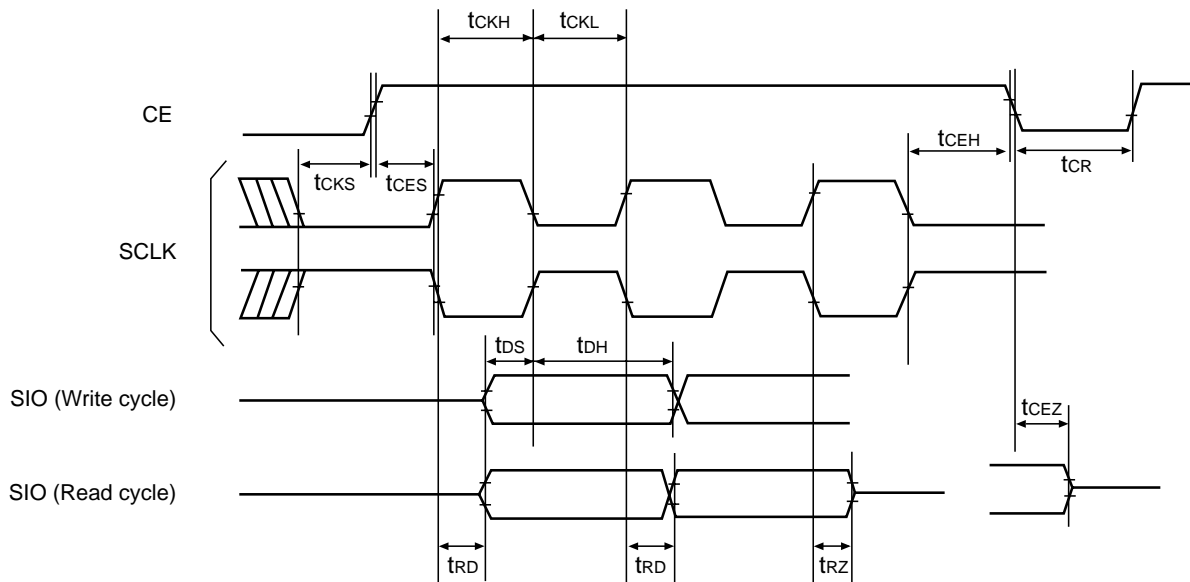 tCKH tCKL
CE
tCEH
tCKS tCES tCR
SCLK
tDS tDH
SIO (Write cycle)
tCEZ
SIO (Read cycle)
tRD tRD tRZ